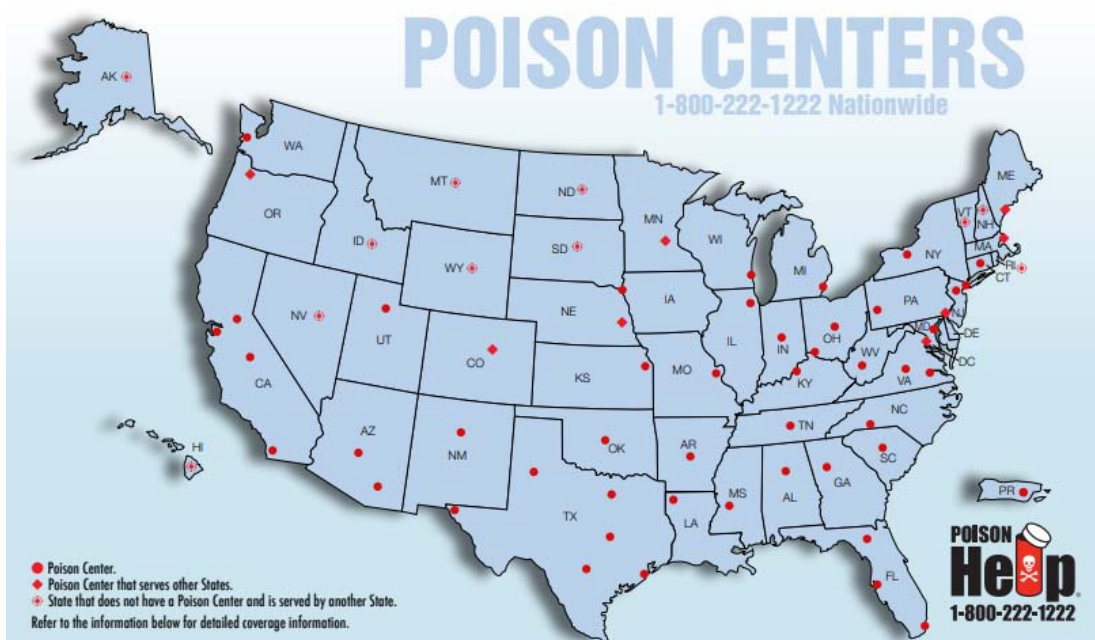 POISON CENTERS
1-800-222-1222 Nationwide
AK
WA
MT
ND
MN
ME
OR
ID
WY
SD
WI
MI
NY
VT
NH
MA
RI
CT
NV
UT
CO
NE
IA
IL
IN
OH
PA
NJ
MD
DE
DC
CA
KS
MO
KY
WV
VA
HI
AZ
NM
OK
AR
TN
NC
SC
TX
LA
MS
AL
GA
FL
PR
Poison Center.
Poison Center that serves other States.
State that does not have a Poison Center and is served by another State.
Refer to the information below for detailed coverage information.
POISON
Help®
1-800-222-1222